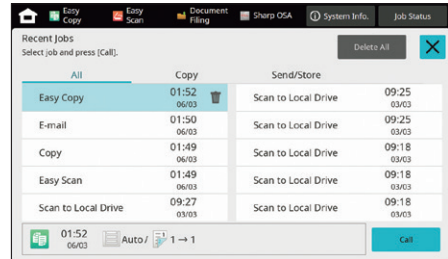 Easy
Copy
Easy
Scan
Document
Filing
Sharp OSA
System Info.
Job Status
Recent Jobs
Select job and press [Call].
Delete All
All Copy Send/Store
Easy Copy 01:52
06/03
Scan to Local Drive 09:25
03/03
E-mail 01:50
06/03
Scan to Local Drive 09:25
03/03
Copy 01:49
06/03
Scan to Local Drive 09:18
03/03
Easy Scan 01:49
06/03
Scan to Local Drive 09:18
03/03
Scan to Local Drive 09:27
03/03
Scan to Local Drive 09:18
03/03
01:52
06/03
Auto / 1 → 1
Call